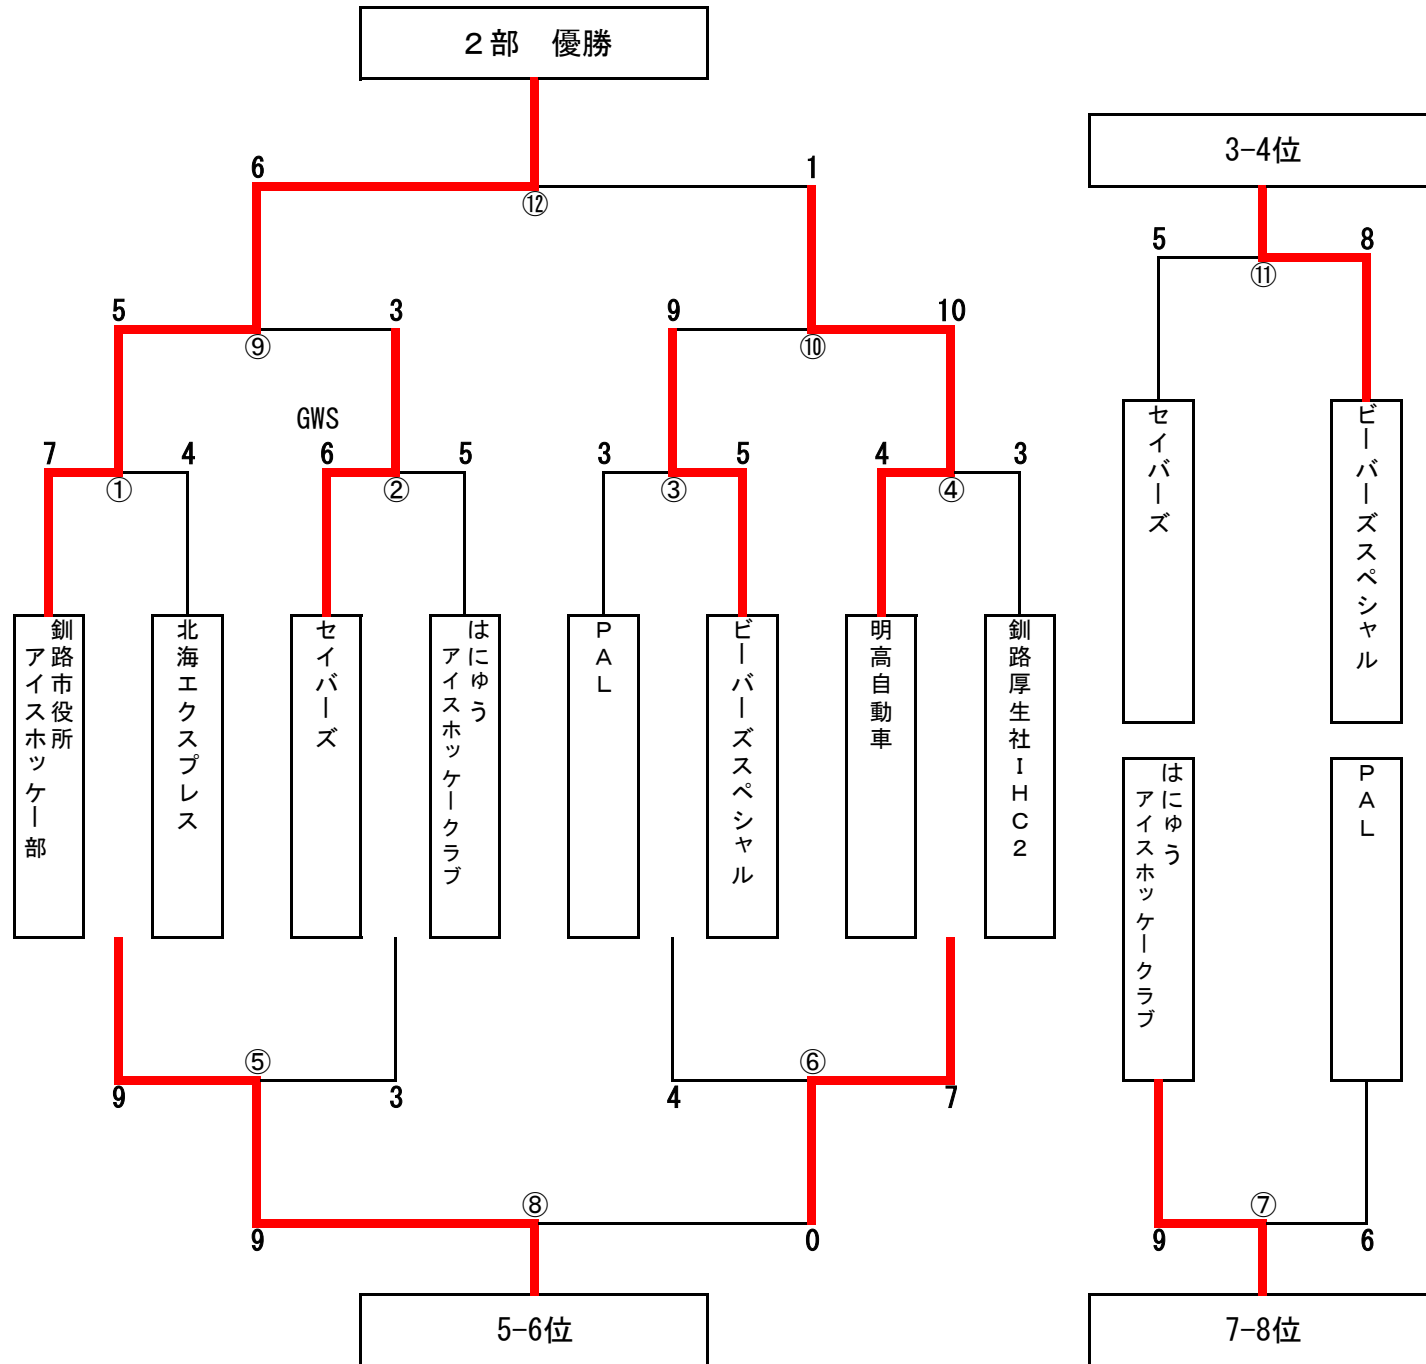 ２部　優勝
3-4位
6
1
⑫
5
8
⑪
5
3
9
10
⑨
⑩
GWS
7
4
6
5
3
5
4
3
①
②
③
④
セイバーズ
ビーバーズスペシャル
釧路市役所
アイスホッケー部
北海エクスプレス
セイバーズ
はにゅう
アイスホッケークラブ
ＰＡＬ
ビーバーズスペシャル
明高自動車
釧路厚生社ＩＨＣ２
はにゅう
アイスホッケークラブ
ＰＡＬ
⑤
⑥
9
3
4
7
⑧
⑦
9
0
9
6
5-6位
7-8位